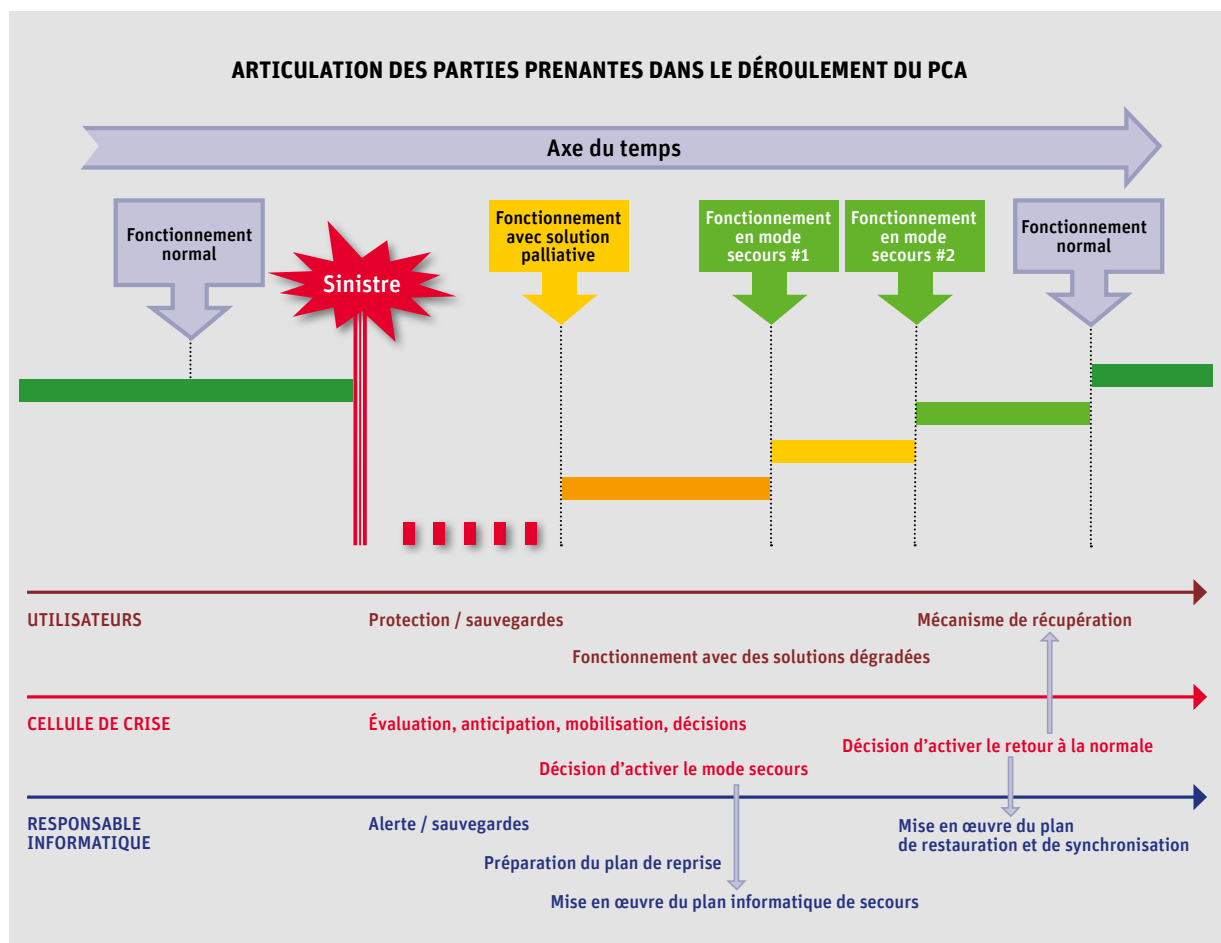 ARTICULATION DES PARTIES PRENANTES DANS LE DÉROULEMENT DU PCA
Axe du temps
Fonctionnement
normal
Sinistre
Fonctionnement
avec solution
palliative
Fonctionnement
en mode
secours #1
Fonctionnement
en mode
secours #2
Fonctionnement
normal
UTILISATEURS
Protection / sauvegardes
Mécanisme de récupération
Fonctionnement avec des solutions dégradées
CELLULE DE CRISE
Évaluation, anticipation, mobilisation, décisions
Décision d'activer le retour à la normale
Décision d'activer le mode secours
RESPONSABLE
INFORMATIQUE
Alerte / sauvegardes
Mise en œuvre du plan
de restauration et de synchronisation
Préparation du plan de reprise
Mise en œuvre du plan informatique de secours